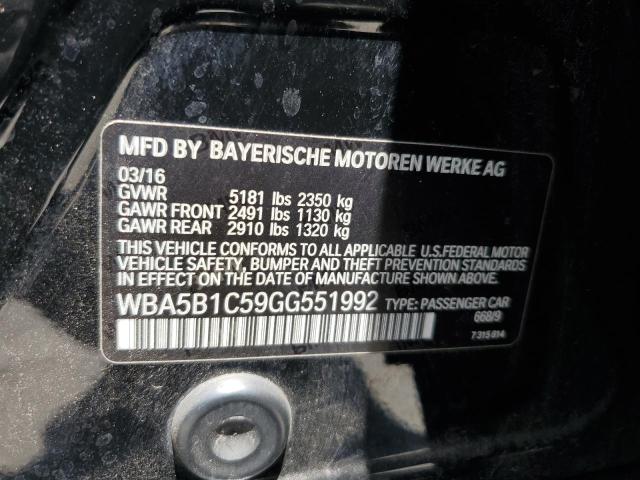 MFD BY BAYERISCHE MOTOREN WERKE AG
03/16
GVWR 5181 lbs 2350 kg
GAWR FRONT 2491 lbs 1130 kg
GAWR REAR 2910 lbs 1320 kg
THIS VEHICLE CONFORMS TO ALL APPLICABLE U.S.FEDERAL MOTOR
VEHICLE SAFETY, BUMPER AND THEFT PREVENTION STANDARDS
IN EFFECT ON THE DATE OF MANUFACTURE SHOWN ABOVE.
WBA5B1C59GG551992 TYPE: PASSENGER CAR
668/9
7 315 814